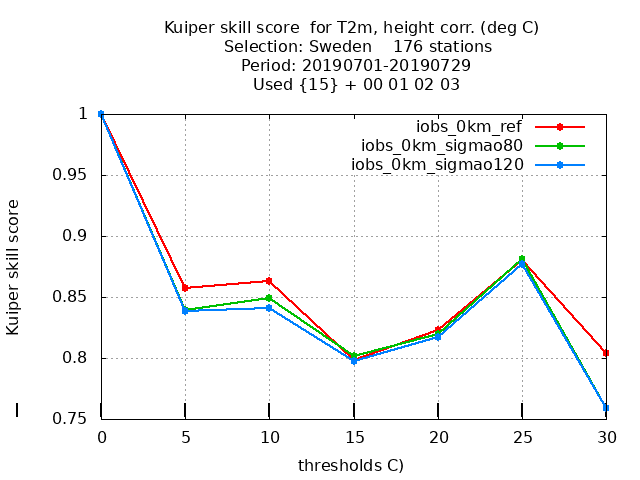 Kuiper skill score  for T2m, height corr. (deg C)
Selection: Sweden    176 stations
Period: 20190701-20190729
Used {15} + 00 01 02 03
iobs_0km_ref
iobs_0km_sigmao80
iobs_0km_sigmao120
1
0.95
0.9
0.85
0.8
0.75
0 5 10 15 20 25 30
Kuiper skill score
thresholds C)